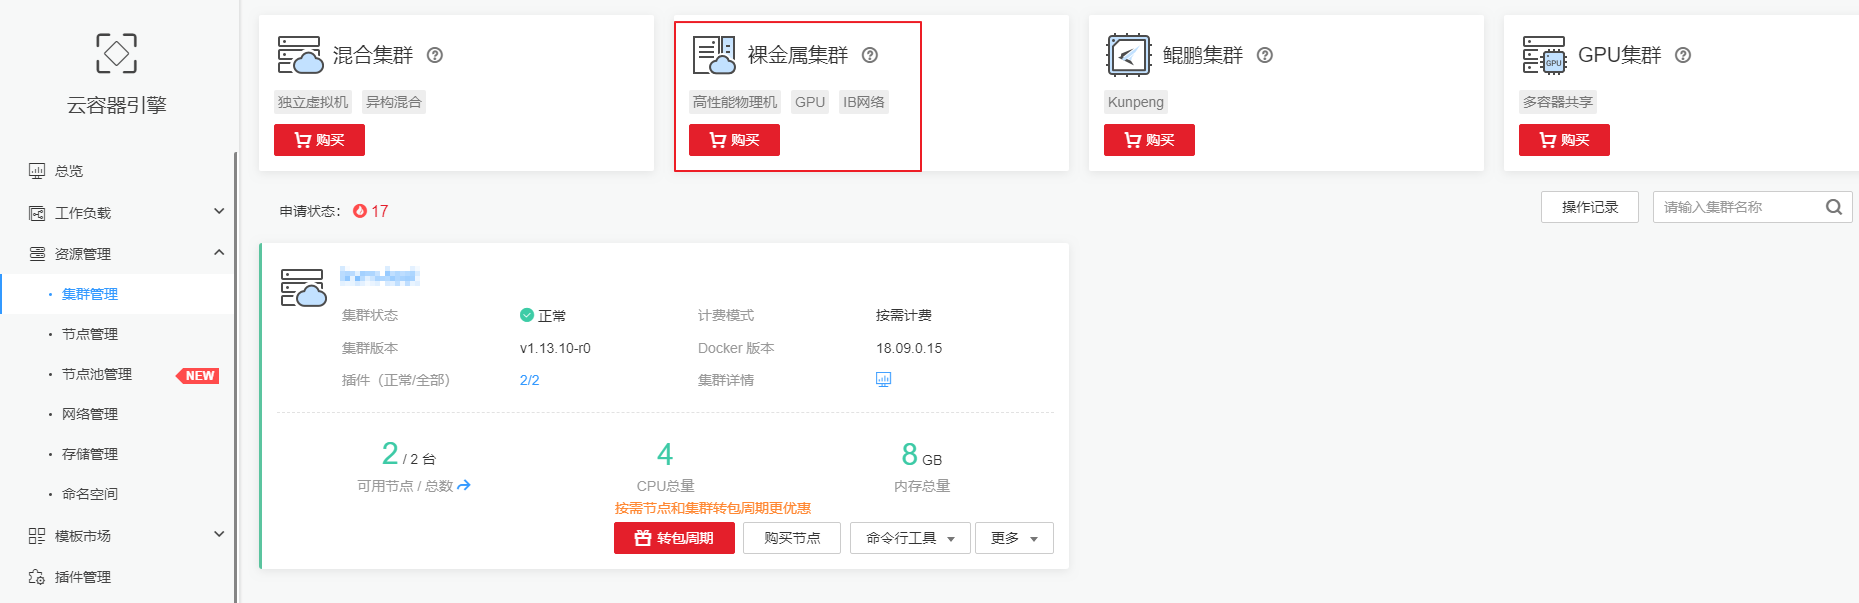 云容器引擎
总览
工作负载
资源管理
集群管理
节点管理
节点池管理 NEW
网络管理
存储管理
命名空间
模板市场
插件管理
混合集群
独立虚拟机 异构混合
购买
裸金属集群
高性能物理机 GPU IB网络
购买
鲲鹏集群
Kunpeng
购买
GPU集群
GPU
多容器共享
购买
申请状态: 17
操作记录
请输入集群名称
集群状态 正常 计费模式 按需计费
集群版本 v1.13.10-r0 Docker 版本 18.09.0.15
插件（正常/全部） 2/2 集群详情
2 / 2 台 4 8 GB
可用节点 / 总数 CPU总量 内存总量
按需节点和集群转包周期更优惠
转包周期 购买节点 命令行工具 更多